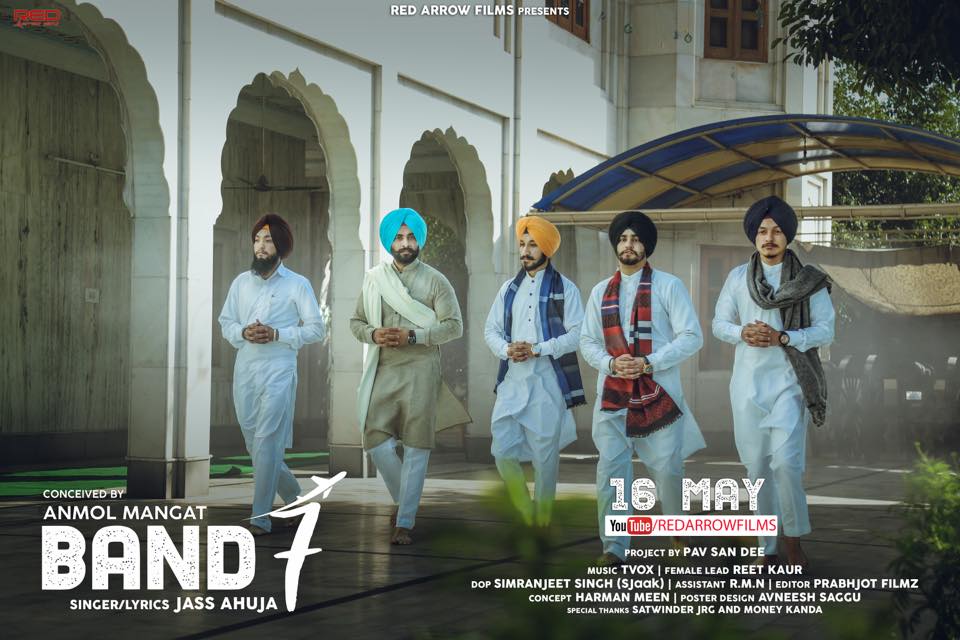 RED
RED ARROW FILMS PRESENTS
CONCEIVED BY
ANMOL MANGAT
BAND 7
SINGER/LYRICS JASS AHUJA
16 MAY
YouTube/REDARROWFILMS
PROJECT BY PAV SAN DEE
MUSIC TVOX | FEMALE LEAD REET KAUR
DOP SIMRANJEET SINGH (SJaaK) | ASSISTANT R.M.N | EDITOR PRABHJOT FILMZ
CONCEPT HARMAN MEEN | POSTER DESIGN AVNEESH SAGGU
SPECIAL THANKS SATWINDER JRG AND MONEY KANDA